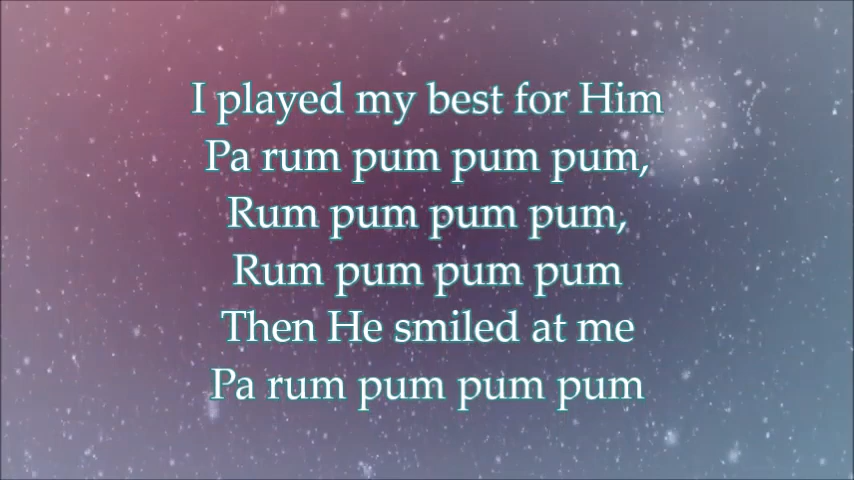 I played my best for Him
Pa rum pum pum pum,
Rum pum pum pum,
Rum pum pum pum
Then He smiled at me
Pa rum pum pum pum